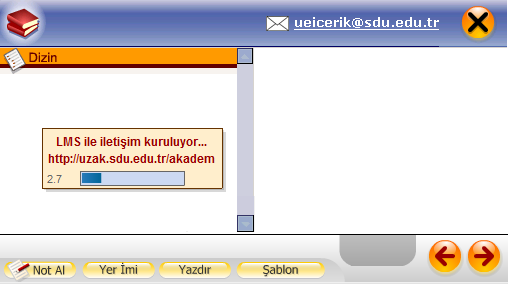 ueicerik@sdu.edu.tr
Dizin
LMS ile iletişim kuruluyor...
http://uzak.sdu.edu.tr/akadem
2.7
Not Al
Yer İmi
Yazdır
Şablon